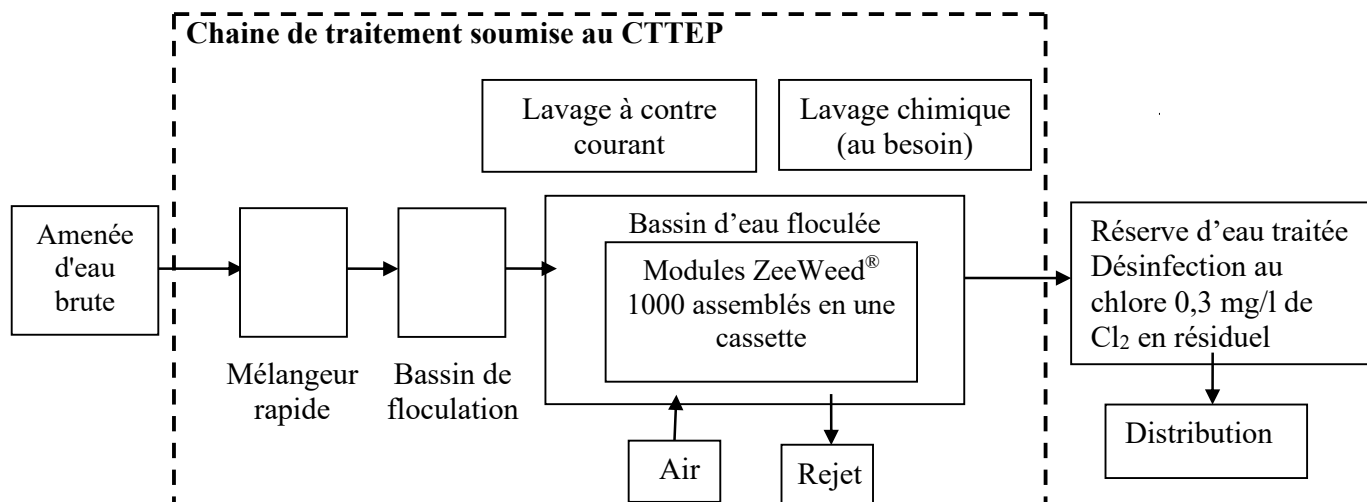 Chaine de traitement soumise au CTTEP
Lavage à contre
courant
Lavage chimique
(au besoin)
Amenée
d'eau
brute
Mélangeur
rapide
Bassin de
floculation
Bassin d’eau floculée
Modules ZeeWeed®
1000 assemblés en une
cassette
Air
Rejet
Réserve d’eau traitée
Désinfection au
chlore 0,3 mg/l de
Cl₂ en résiduel
Distribution